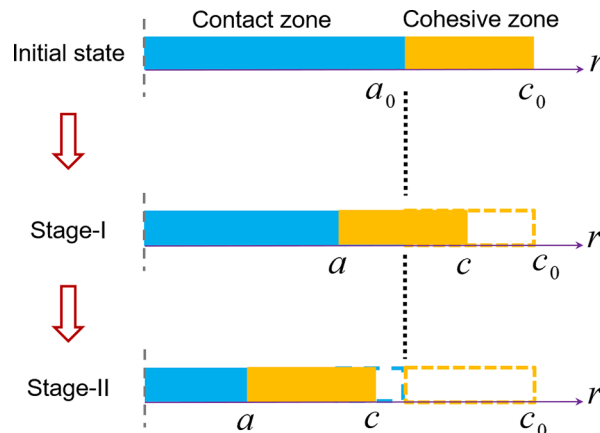 Contact zone Cohesive zone
Initial state
r
a₀ c₀
Stage-I
r
a c c₀
Stage-II
r
a c c₀